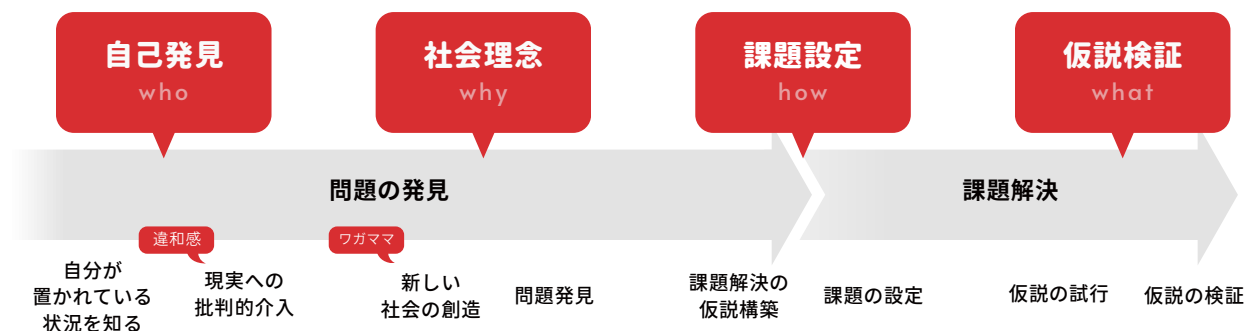 自己発見
who
社会理念
why
課題設定
how
仮説検証
what
問題の発見
課題解決
違和感
ワガママ
自分が
置かれている
状況を知る
現実への
批判的介入
新しい
社会の創造
問題発見
課題解決の
仮説構築
課題の設定
仮説の試行
仮説の検証